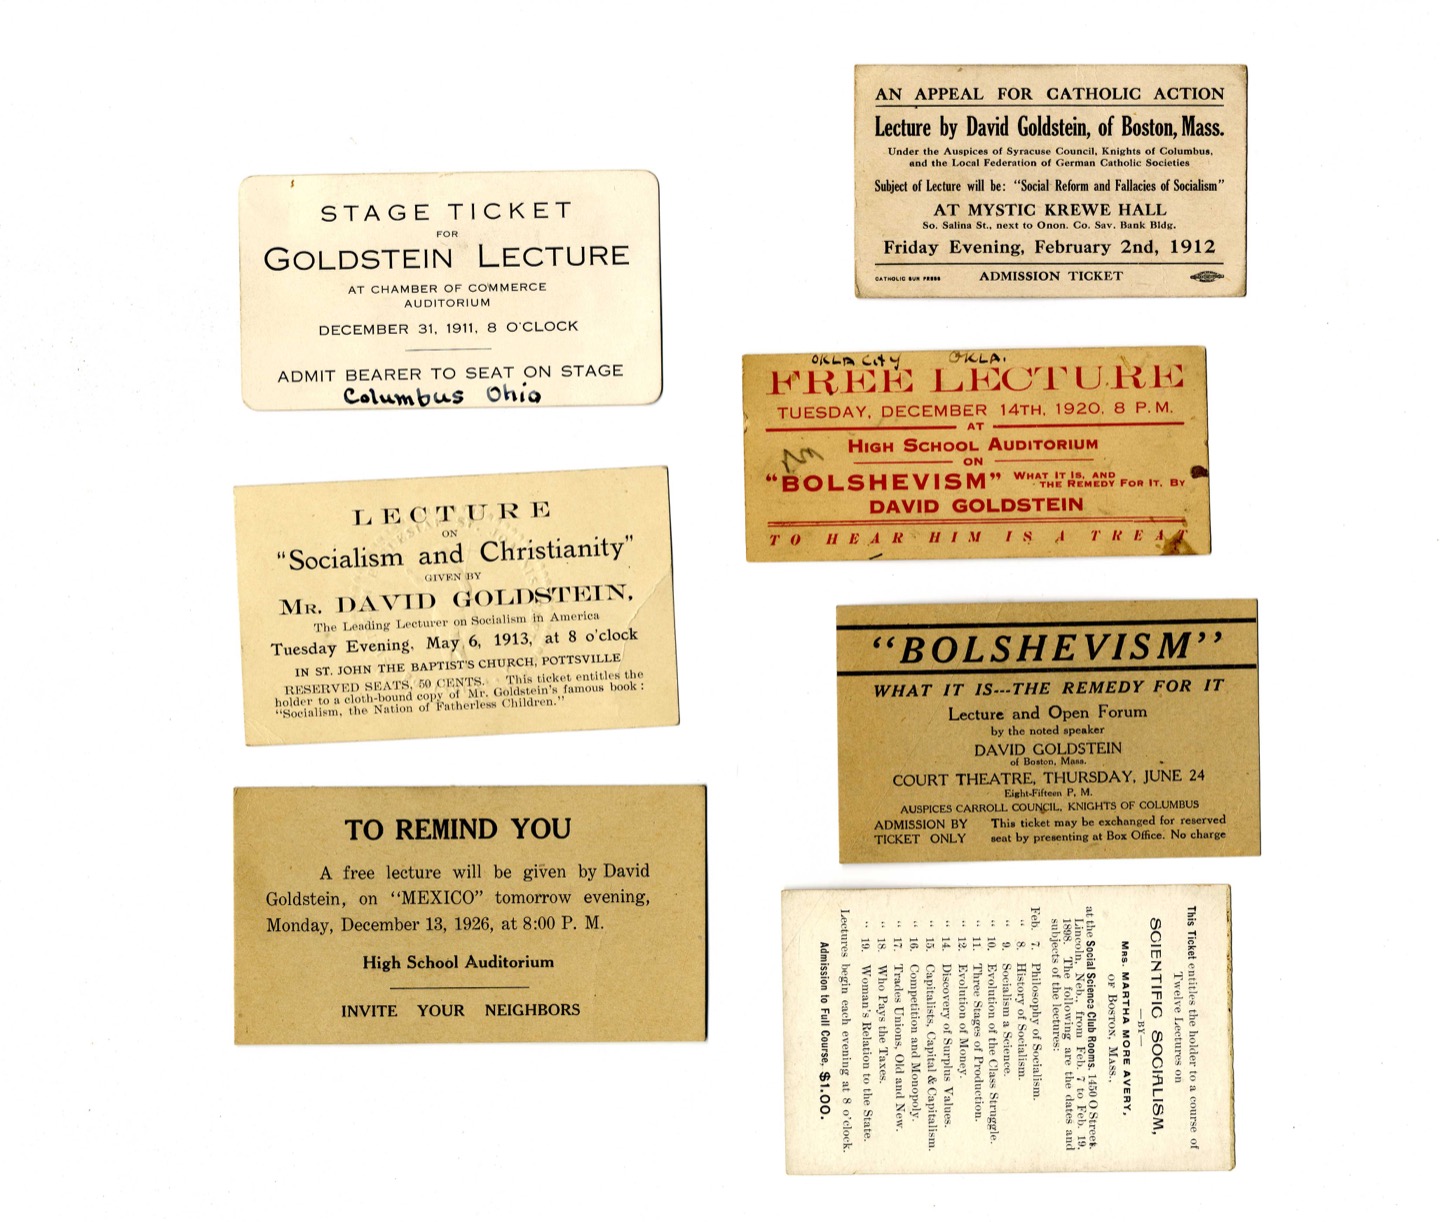 STAGE TICKET
FOR
GOLDSTEIN LECTURE
AT CHAMBER OF COMMERCE
AUDITORIUM
DECEMBER 31, 1911, 8 O'CLOCK
ADMIT BEARER TO SEAT ON STAGE
Columbus Ohio
LECTURE
ON
"Socialism and Christianity"
GIVEN BY
MR. DAVID GOLDSTEIN,
The Leading Lecturer on Socialism in America
Tuesday Evening, May 6, 1913, at 8 o'clock
IN ST. JOHN THE BAPTIST'S CHURCH, POTTSVILLE
RESERVED SEATS, 50 CENTS. This ticket entitles the
holder to a cloth-bound copy of Mr. Goldstein's famous book:
"Socialism, the Nation of Fatherless Children."
TO REMIND YOU
A free lecture will be given by David
Goldstein, on "MEXICO" tomorrow evening,
Monday, December 13, 1926, at 8:00 P. M.
High School Auditorium
INVITE YOUR NEIGHBORS
AN APPEAL FOR CATHOLIC ACTION
Lecture by David Goldstein, of Boston, Mass.
Under the Auspices of Syracuse Council, Knights of Columbus,
and the Local Federation of German Catholic Societies
Subject of Lecture will be: "Social Reform and Fallacies of Socialism"
AT MYSTIC KREWE HALL
So. Salina St., next to Onon. Co. Sav. Bank Bldg.
Friday Evening, February 2nd, 1912
CATHOLIC SUN PRESS ADMISSION TICKET
OKLA CITY OKLA.
FREE LECTURE
TUESDAY, DECEMBER 14TH, 1920, 8 P. M.
AT
HIGH SCHOOL AUDITORIUM
ON
"BOLSHEVISM" WHAT IT IS, AND
THE REMEDY FOR IT, BY
DAVID GOLDSTEIN
TO HEAR HIM IS A TREAT
"BOLSHEVISM"
WHAT IT IS---THE REMEDY FOR IT
Lecture and Open Forum
by the noted speaker
DAVID GOLDSTEIN
of Boston, Mass.
COURT THEATRE, THURSDAY, JUNE 24
Eight-Fifteen P. M.
AUSPICES CARROLL COUNCIL, KNIGHTS OF COLUMBUS
ADMISSION BY This ticket may be exchanged for reserved
TICKET ONLY seat by presenting at Box Office. No charge
This Ticket entitles the holder to a course of
Twelve Lectures on
SCIENTIFIC SOCIALISM,
—BY—
MRS. MARTHA MORE AVERY,
OF BOSTON, MASS.,
at the Social Science Club Rooms, 1450 O Street,
Lincoln, Neb., from Feb. 7 to Feb. 19,
1898. The following are the dates and
subjects of the lectures:
Feb. 7. Philosophy of Socialism.
" 8. History of Socialism.
" 9. Socialism a Science.
" 10. Evolution of the Class Struggle.
" 11. Three Stages of Production.
" 12. Evolution of Money.
" 14. Discovery of Surplus Values.
" 15. Capitalists, Capital & Capitalism.
" 16. Competition and Monopoly.
" 17. Trades Unions, Old and New.
" 18. Who Pays the Taxes.
" 19. Woman's Relation to the State.
Lectures begin each evening at 8 o'clock.
Admission to Full Course, $1.00.